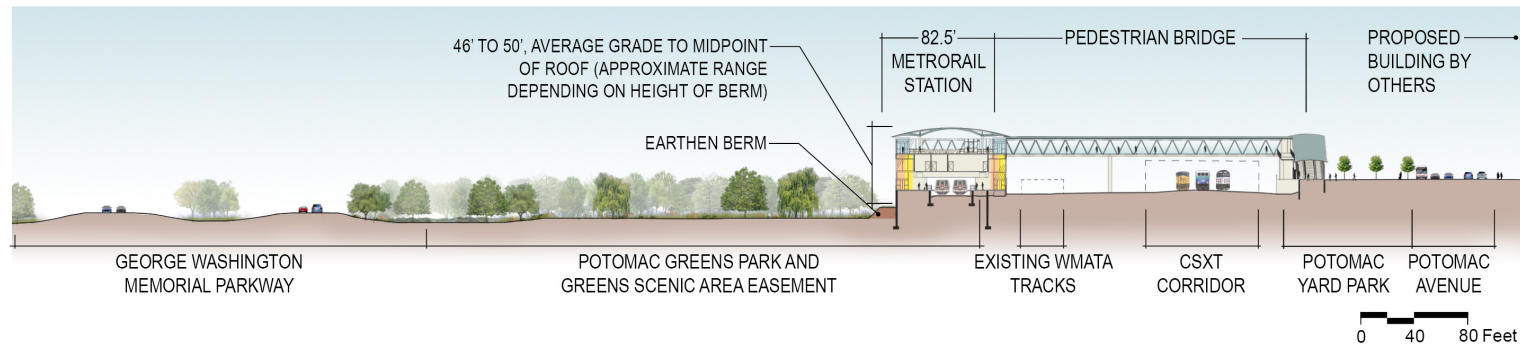 46' TO 50', AVERAGE GRADE TO MIDPOINT
OF ROOF (APPROXIMATE RANGE
DEPENDING ON HEIGHT OF BERM)
EARTHEN BERM
82.5'
METRORAIL
STATION
PEDESTRIAN BRIDGE
PROPOSED
BUILDING BY
OTHERS
GEORGE WASHINGTON
MEMORIAL PARKWAY
POTOMAC GREENS PARK AND
GREENS SCENIC AREA EASEMENT
EXISTING WMATA
TRACKS
CSXT
CORRIDOR
POTOMAC
YARD PARK
POTOMAC
AVENUE
0 40 80 Feet